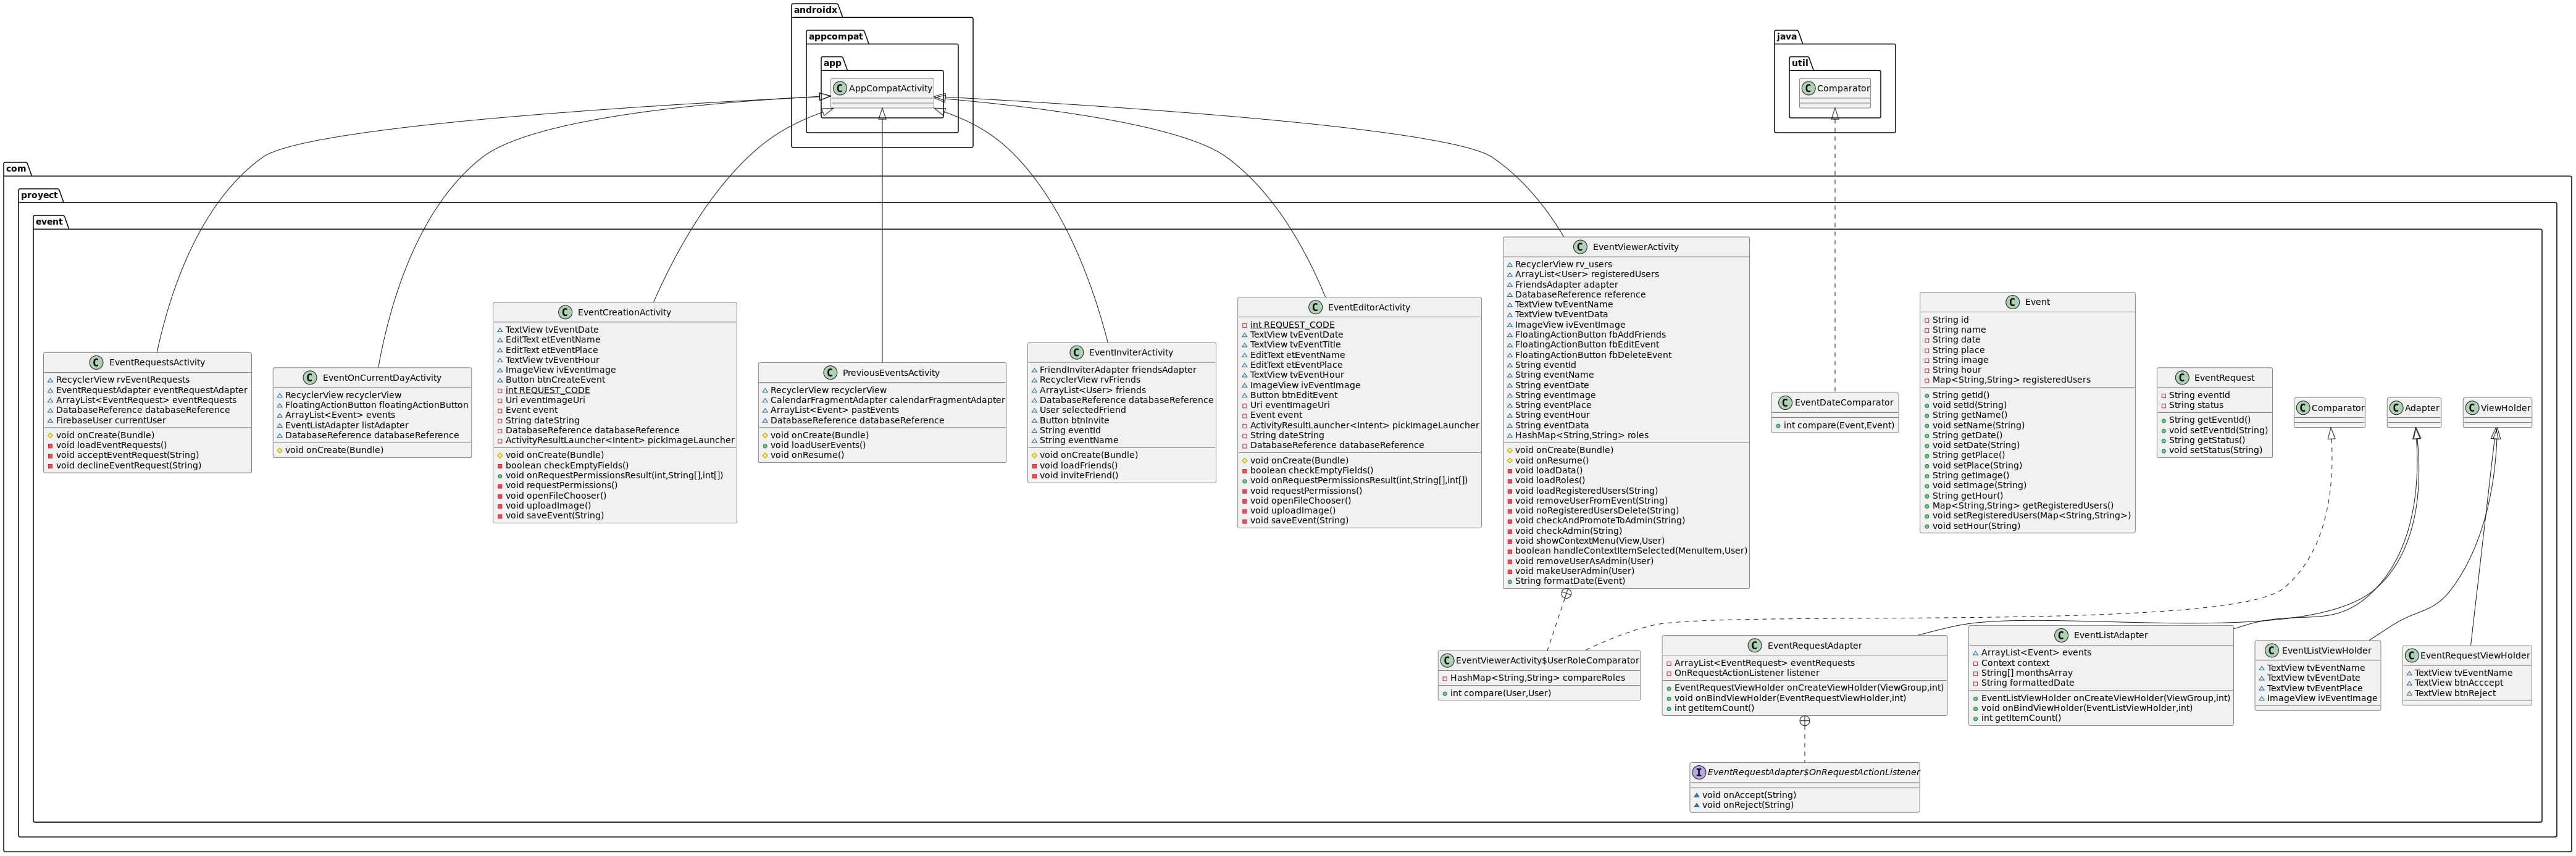 androidx
appcompat
app
C AppCompatActivity
java
util
C Comparator
com
proyect
event
C EventRequestsActivity
RecyclerView rvEventRequests
EventRequestAdapter eventRequestAdapter
ArrayList<EventRequest> eventRequests
DatabaseReference databaseReference
FirebaseUser currentUser
void onCreate(Bundle)
void loadEventRequests()
void acceptEventRequest(String)
void declineEventRequest(String)
C EventOnCurrentDayActivity
RecyclerView recyclerView
FloatingActionButton floatingActionButton
ArrayList<Event> events
EventListAdapter listAdapter
DatabaseReference databaseReference
void onCreate(Bundle)
C EventCreationActivity
TextView tvEventDate
EditText etEventName
EditText etEventPlace
TextView tvEventHour
ImageView ivEventImage
Button btnCreateEvent
int REQUEST_CODE
Uri eventImageUri
Event event
String dateString
DatabaseReference databaseReference
ActivityResultLauncher<Intent> pickImageLauncher
void onCreate(Bundle)
boolean checkEmptyFields()
void onRequestPermissionsResult(int,String[],int[])
void requestPermissions()
void openFileChooser()
void uploadImage()
void saveEvent(String)
C PreviousEventsActivity
RecyclerView recyclerView
CalendarFragmentAdapter calendarFragmentAdapter
ArrayList<Event> pastEvents
DatabaseReference databaseReference
void onCreate(Bundle)
void loadUserEvents()
void onResume()
C EventInviterActivity
FriendInviterAdapter friendsAdapter
RecyclerView rvFriends
ArrayList<User> friends
DatabaseReference databaseReference
User selectedFriend
Button btnInvite
String eventId
String eventName
void onCreate(Bundle)
void loadFriends()
void inviteFriend()
C EventEditorActivity
int REQUEST_CODE
TextView tvEventDate
TextView tvEventTitle
EditText etEventName
EditText etEventPlace
TextView tvEventHour
ImageView ivEventImage
Button btnEditEvent
Uri eventImageUri
Event event
ActivityResultLauncher<Intent> pickImageLauncher
String dateString
DatabaseReference databaseReference
void onCreate(Bundle)
boolean checkEmptyFields()
void onRequestPermissionsResult(int,String[],int[])
void requestPermissions()
void openFileChooser()
void uploadImage()
void saveEvent(String)
C EventViewerActivity
RecyclerView rv_users
ArrayList<User> registeredUsers
FriendsAdapter adapter
DatabaseReference reference
TextView tvEventName
TextView tvEventData
ImageView ivEventImage
FloatingActionButton fbAddFriends
FloatingActionButton fbEditEvent
FloatingActionButton fbDeleteEvent
String eventId
String eventName
String eventDate
String eventImage
String eventPlace
String eventHour
String eventData
HashMap<String,String> roles
void onCreate(Bundle)
void onResume()
void loadData()
void loadRoles()
void loadRegisteredUsers(String)
void removeUserFromEvent(String)
void noRegisteredUsersDelete(String)
void checkAndPromoteToAdmin(String)
void checkAdmin(String)
void showContextMenu(View,User)
boolean handleContextItemSelected(MenuItem,User)
void removeUserAsAdmin(User)
void makeUserAdmin(User)
String formatDate(Event)
C EventDateComparator
int compare(Event,Event)
C Event
String id
String name
String date
String place
String image
String hour
Map<String,String> registeredUsers
String getId()
void setId(String)
String getName()
void setName(String)
String getDate()
void setDate(String)
String getPlace()
void setPlace(String)
String getImage()
void setImage(String)
String getHour()
Map<String,String> getRegisteredUsers()
void setRegisteredUsers(Map<String,String>)
void setHour(String)
C EventRequest
String eventId
String status
String getEventId()
void setEventId(String)
String getStatus()
void setStatus(String)
C Comparator
C Adapter
C ViewHolder
C EventViewerActivity$UserRoleComparator
HashMap<String,String> compareRoles
int compare(User,User)
C EventRequestAdapter
ArrayList<EventRequest> eventRequests
OnRequestActionListener listener
EventRequestViewHolder onCreateViewHolder(ViewGroup,int)
void onBindViewHolder(EventRequestViewHolder,int)
int getItemCount()
C EventListAdapter
ArrayList<Event> events
Context context
String[] monthsArray
String formattedDate
EventListViewHolder onCreateViewHolder(ViewGroup,int)
void onBindViewHolder(EventListViewHolder,int)
int getItemCount()
C EventListViewHolder
TextView tvEventName
TextView tvEventDate
TextView tvEventPlace
ImageView ivEventImage
C EventRequestViewHolder
TextView tvEventName
TextView btnAcccept
TextView btnReject
I EventRequestAdapter$OnRequestActionListener
void onAccept(String)
void onReject(String)